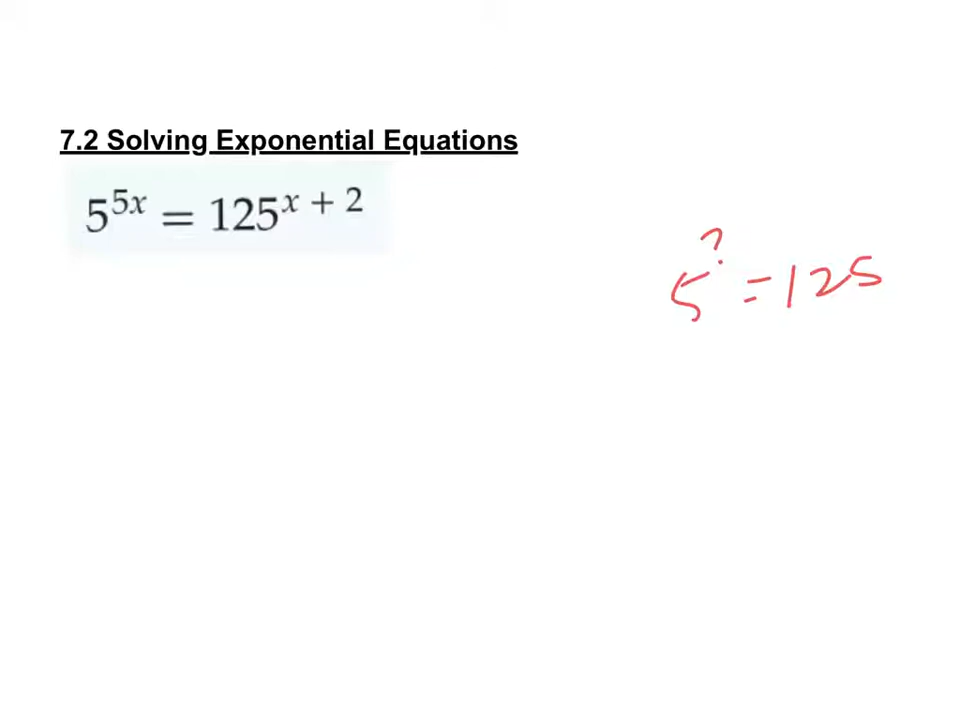 7.2 Solving Exponential Equations
5^{5x} = 125^{x + 2}
5^? = 125